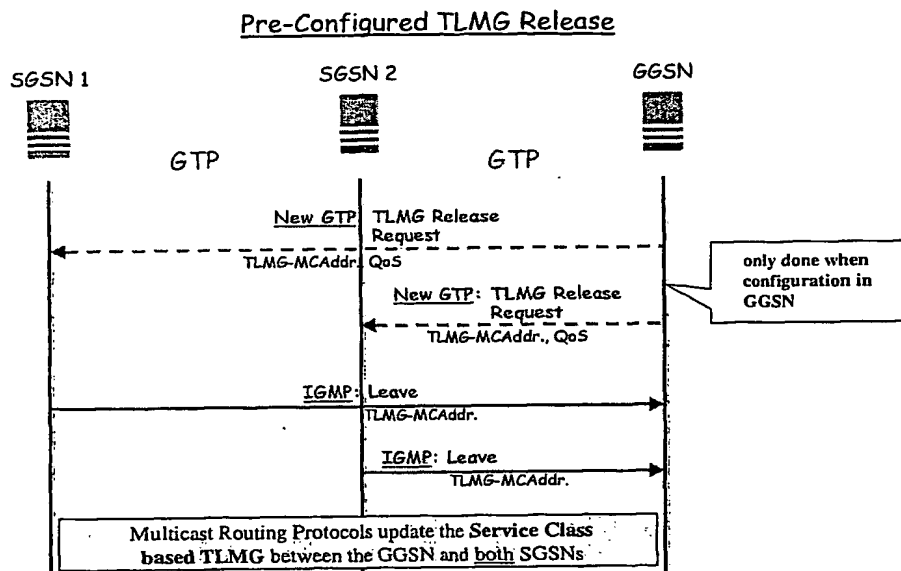 Pre-Configured TLMG Release
SGSN 1
SGSN 2
GGSN
GTP
GTP
New GTP TLMG Release
Request
TLMG-MCAddr., QoS
only done when
configuration in
GGSN
New GTP: TLMG Release
Request
TLMG-MCAddr., QoS
IGMP: Leave
TLMG-MCAddr.
IGMP: Leave
TLMG-MCAddr.
Multicast Routing Protocols update the Service Class
based TLMG between the GGSN and both SGSNs